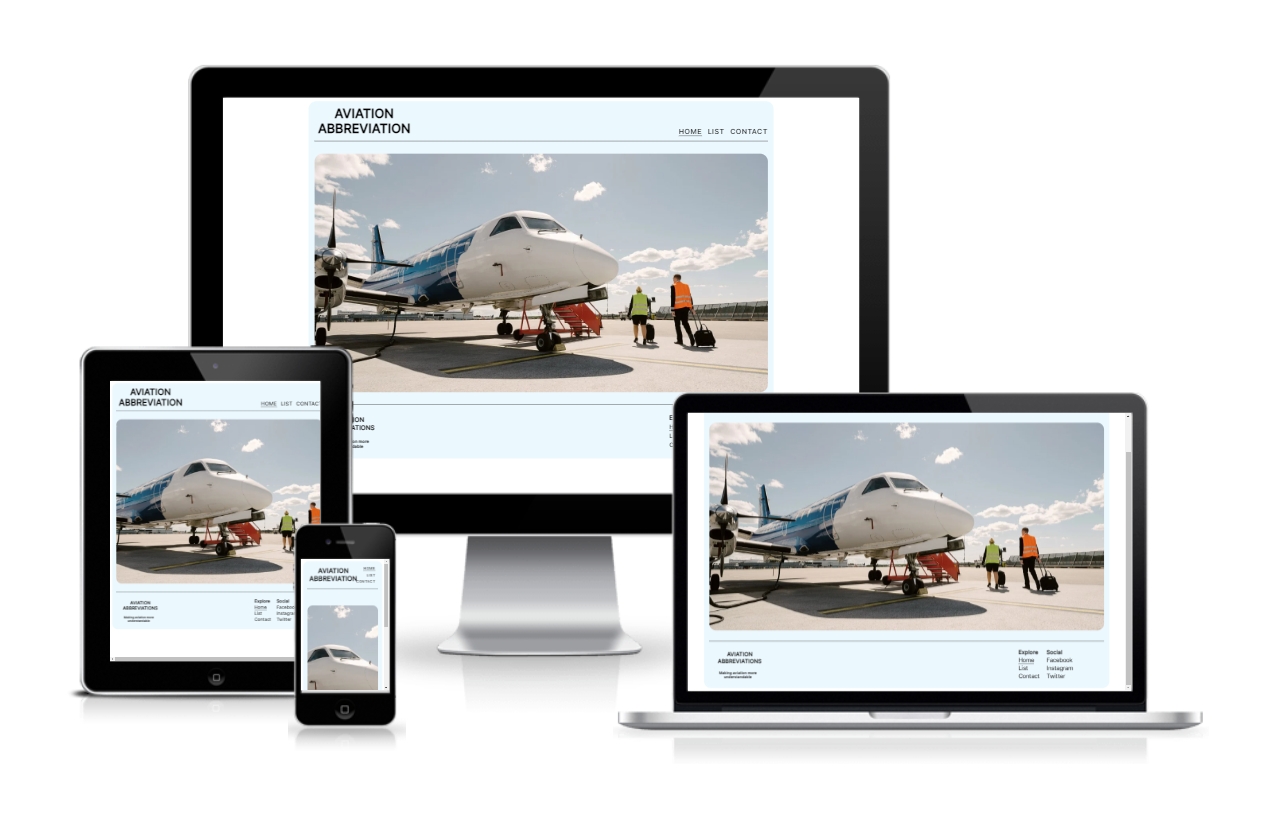 AVIATION
ABBREVIATION
HOME LIST CONTACT
ION
ATIONS
AVIATION
ABBREVIATION
HOME LIST CONTACT
AVIATION
ABBREVIATIONS
Making aviation more
understandable
Explore Social
Home Facebook
List Instagram
Contact Twitter
AVIATION
ABBREVIATION
HOME
LIST
CONTACT
AVIATION
ABBREVIATIONS
Making aviation more
understandable
Explore Social
Home Facebook
List Instagram
Contact Twitter